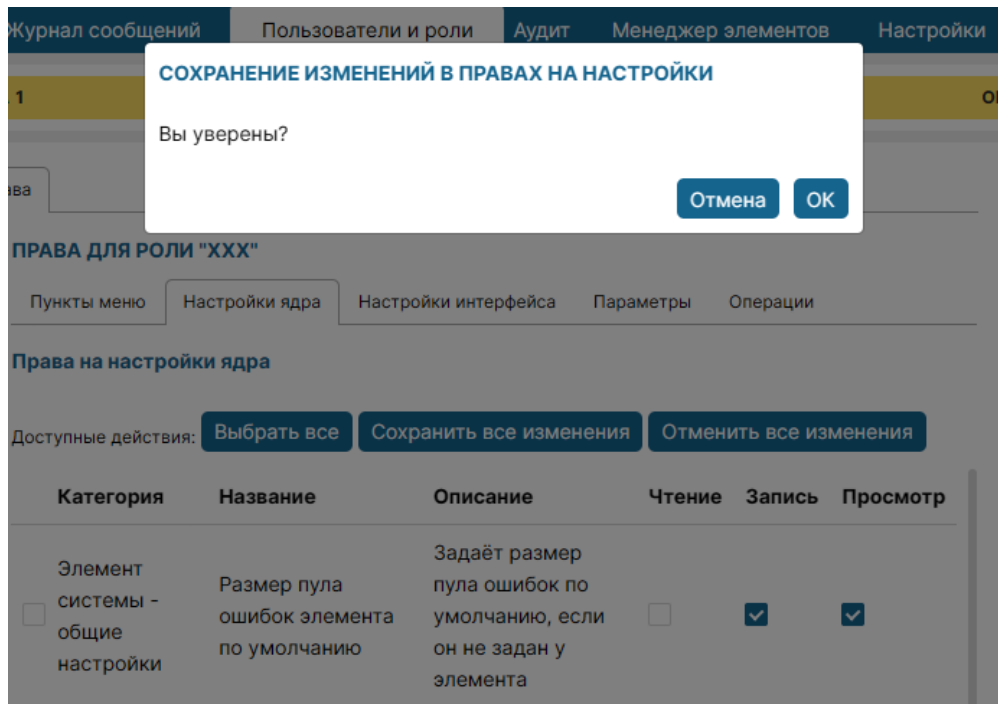 Журнал сообщений Пользователи и роли Аудит Менеджер элементов Настройки
СОХРАНЕНИЕ ИЗМЕНЕНИЙ В ПРАВАХ НА НАСТРОЙКИ
1
Вы уверены?
Отмена ОК
ПРАВА ДЛЯ РОЛИ "XXX"
Пункты меню Настройки ядра Настройки интерфейса Параметры Операции
Права на настройки ядра
Доступные действия: Выбрать все Сохранить все изменения Отменить все изменения
Категория Название Описание Чтение Запись Просмотр
Элемент
системы -
общие
настройки
Размер пула
ошибок элемента
по умолчанию
Задаёт размер
пула ошибок по
умолчанию, если
он не задан у
элемента